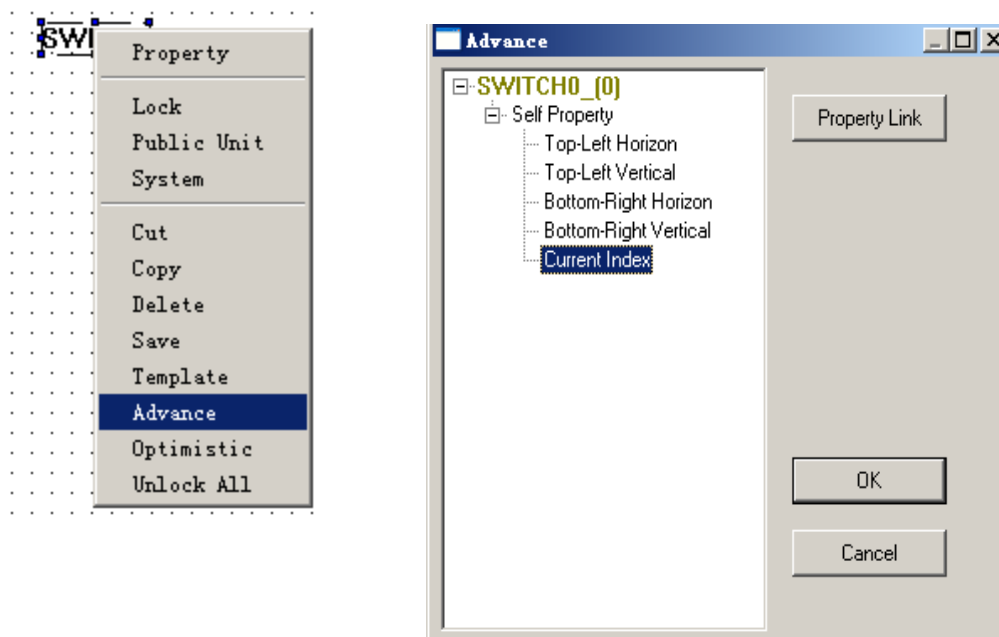 SWI
Property
Lock
Public Unit
System
Cut
Copy
Delete
Save
Template
Advance
Optimistic
Unlock All
Advance
SWITCH0_(0)
Self Property
Top-Left Horizon
Top-Left Vertical
Bottom-Right Horizon
Bottom-Right Vertical
Current Index
Property Link
OK
Cancel